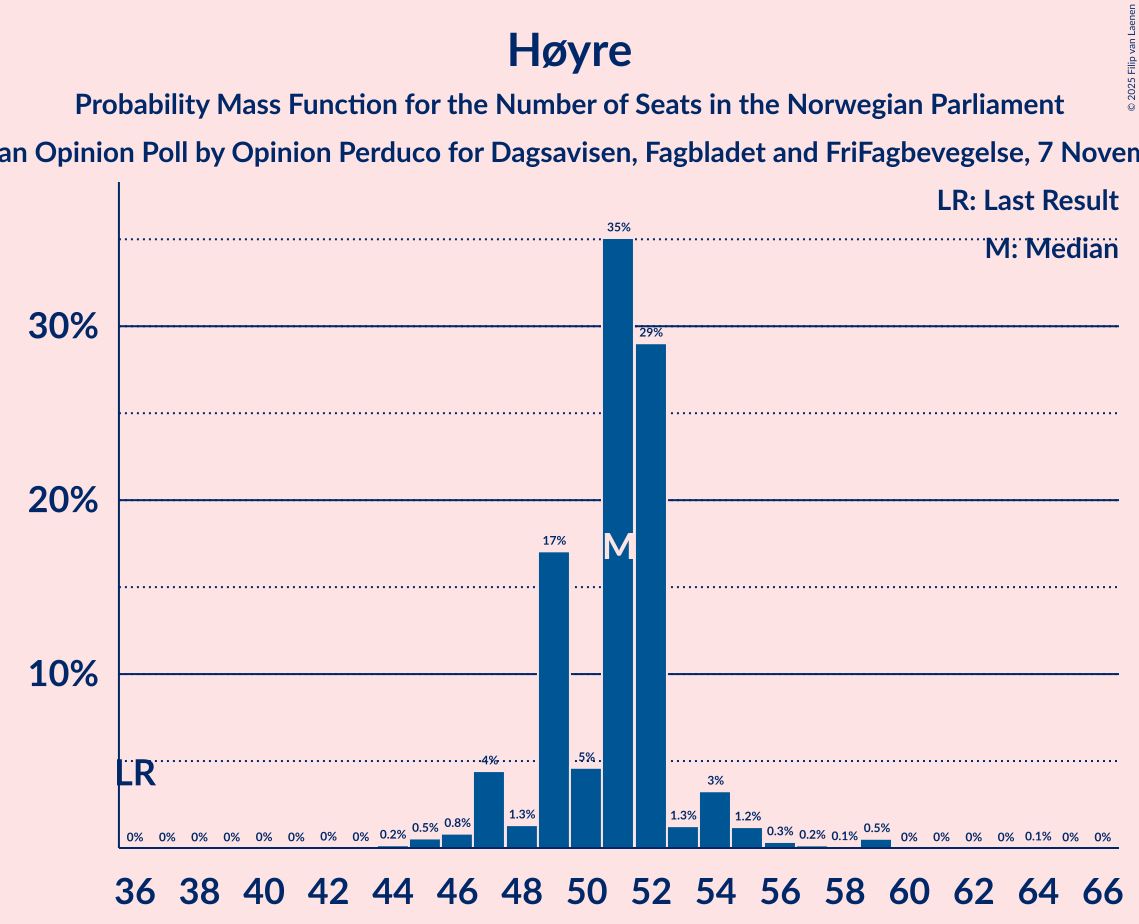 Høyre
Probability Mass Function for the Number of Seats in the Norwegian Parliament
an Opinion Poll by Opinion Perduco for Dagsavisen, Fagbladet and FriFagbevegelse, 7 Novem
© 2025 Filip van Laenen
LR: Last Result
M: Median
35%
30%
29%
20%
17%
M
10%
LR
0% 0% 0% 0% 0% 0% 0% 0% 0.2% 0.5% 0.8% 4% 1.3% 5% 1.3% 3% 1.2% 0.3% 0.2% 0.1% 0.5% 0% 0% 0% 0% 0.1% 0% 0%
36 38 40 42 44 46 48 50 52 54 56 58 60 62 64 66